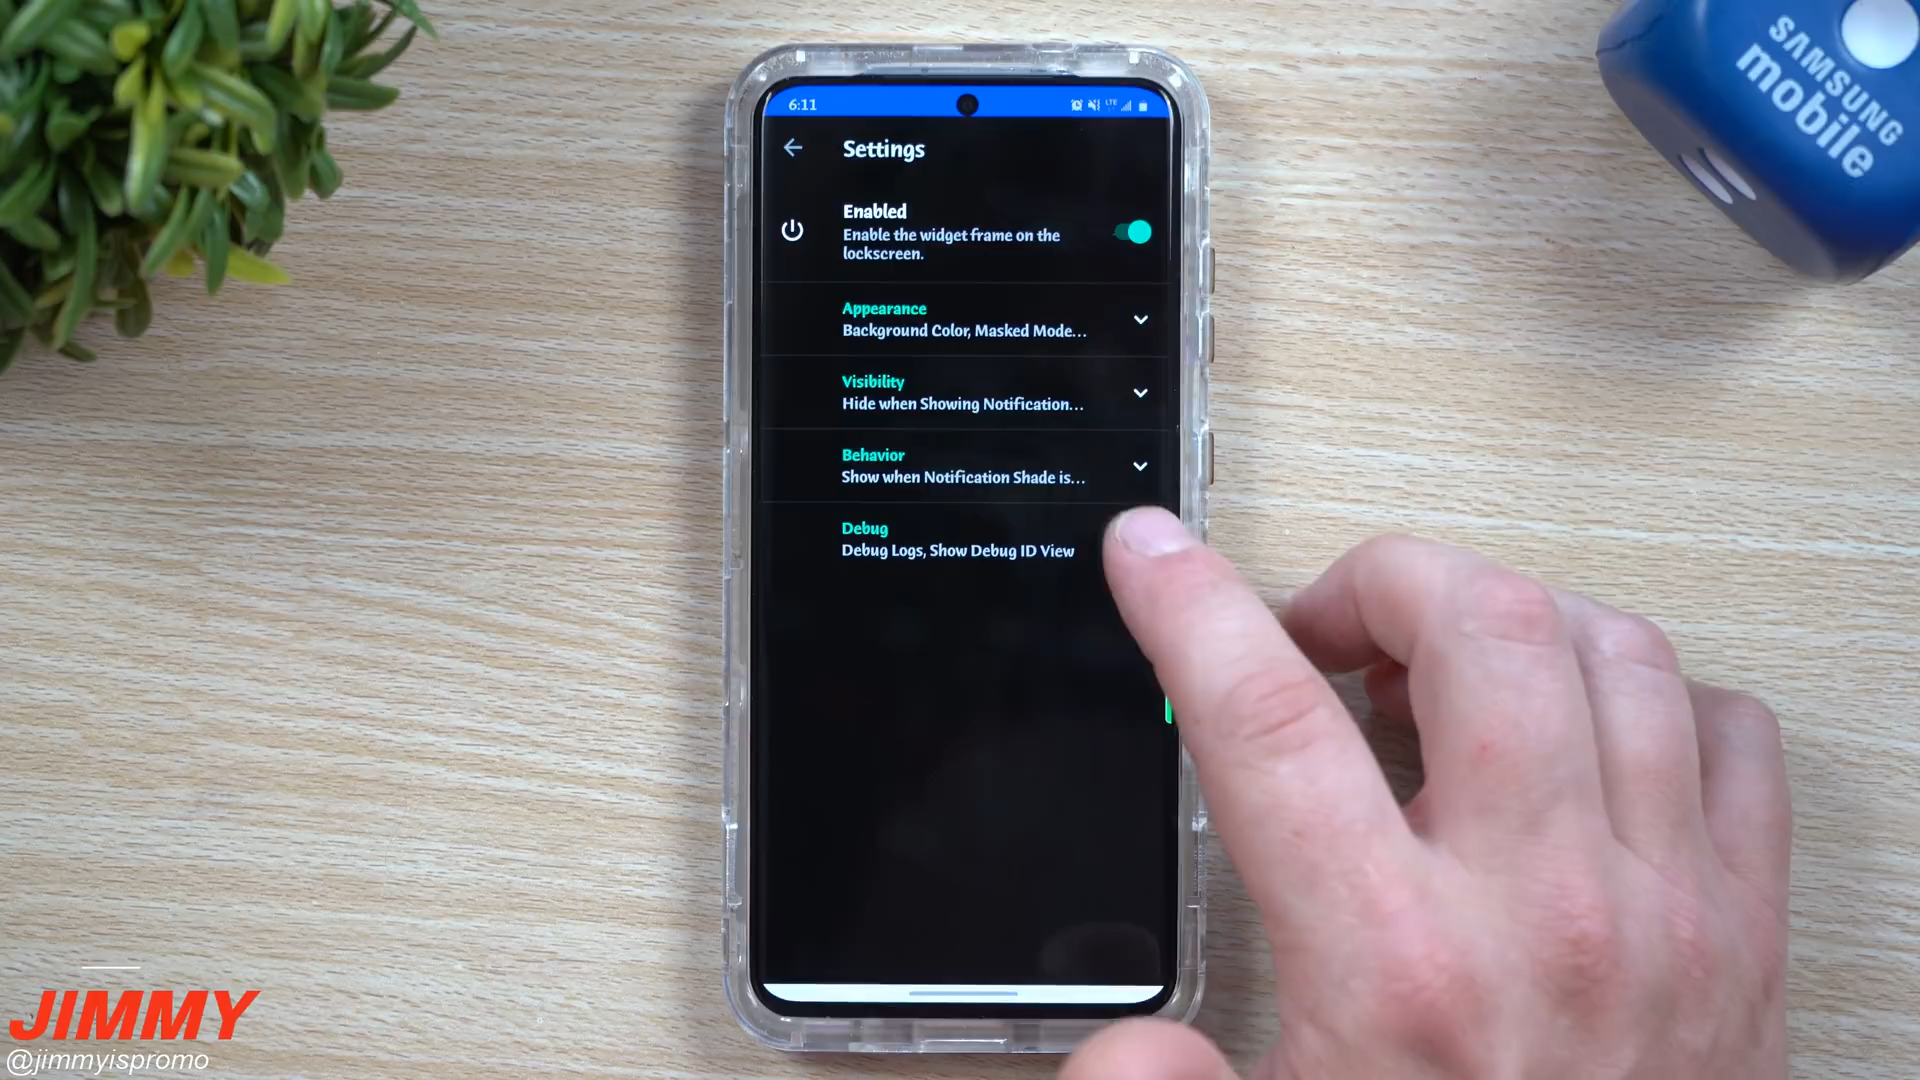 6:11
LTE
Settings
Enabled
Enable the widget frame on the
lockscreen.
Appearance
Background Color, Masked Mode...
Visibility
Hide when Showing Notification...
Behavior
Show when Notification Shade is...
Debug
Debug Logs, Show Debug ID View
SAMSUNG
mobile
JIMMY
@jimmyispromo